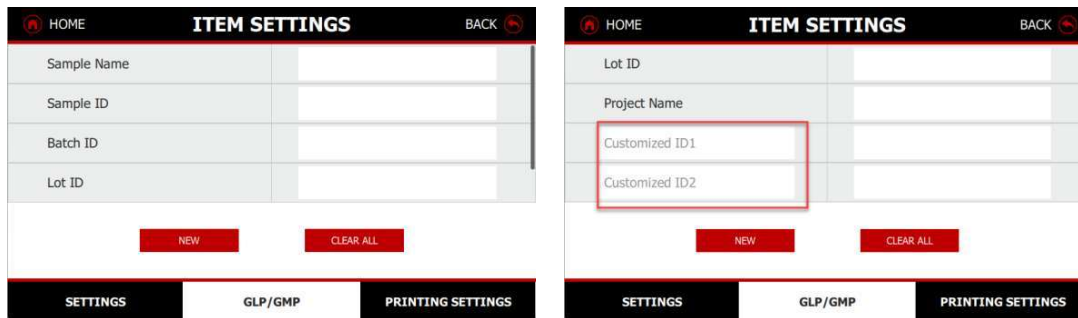 HOME ITEM SETTINGS BACK
Sample Name
Sample ID
Batch ID
Lot ID
NEW CLEAR ALL
SETTINGS GLP/GMP PRINTING SETTINGS
HOME ITEM SETTINGS BACK
Lot ID
Project Name
Customized ID1
Customized ID2
NEW CLEAR ALL
SETTINGS GLP/GMP PRINTING SETTINGS